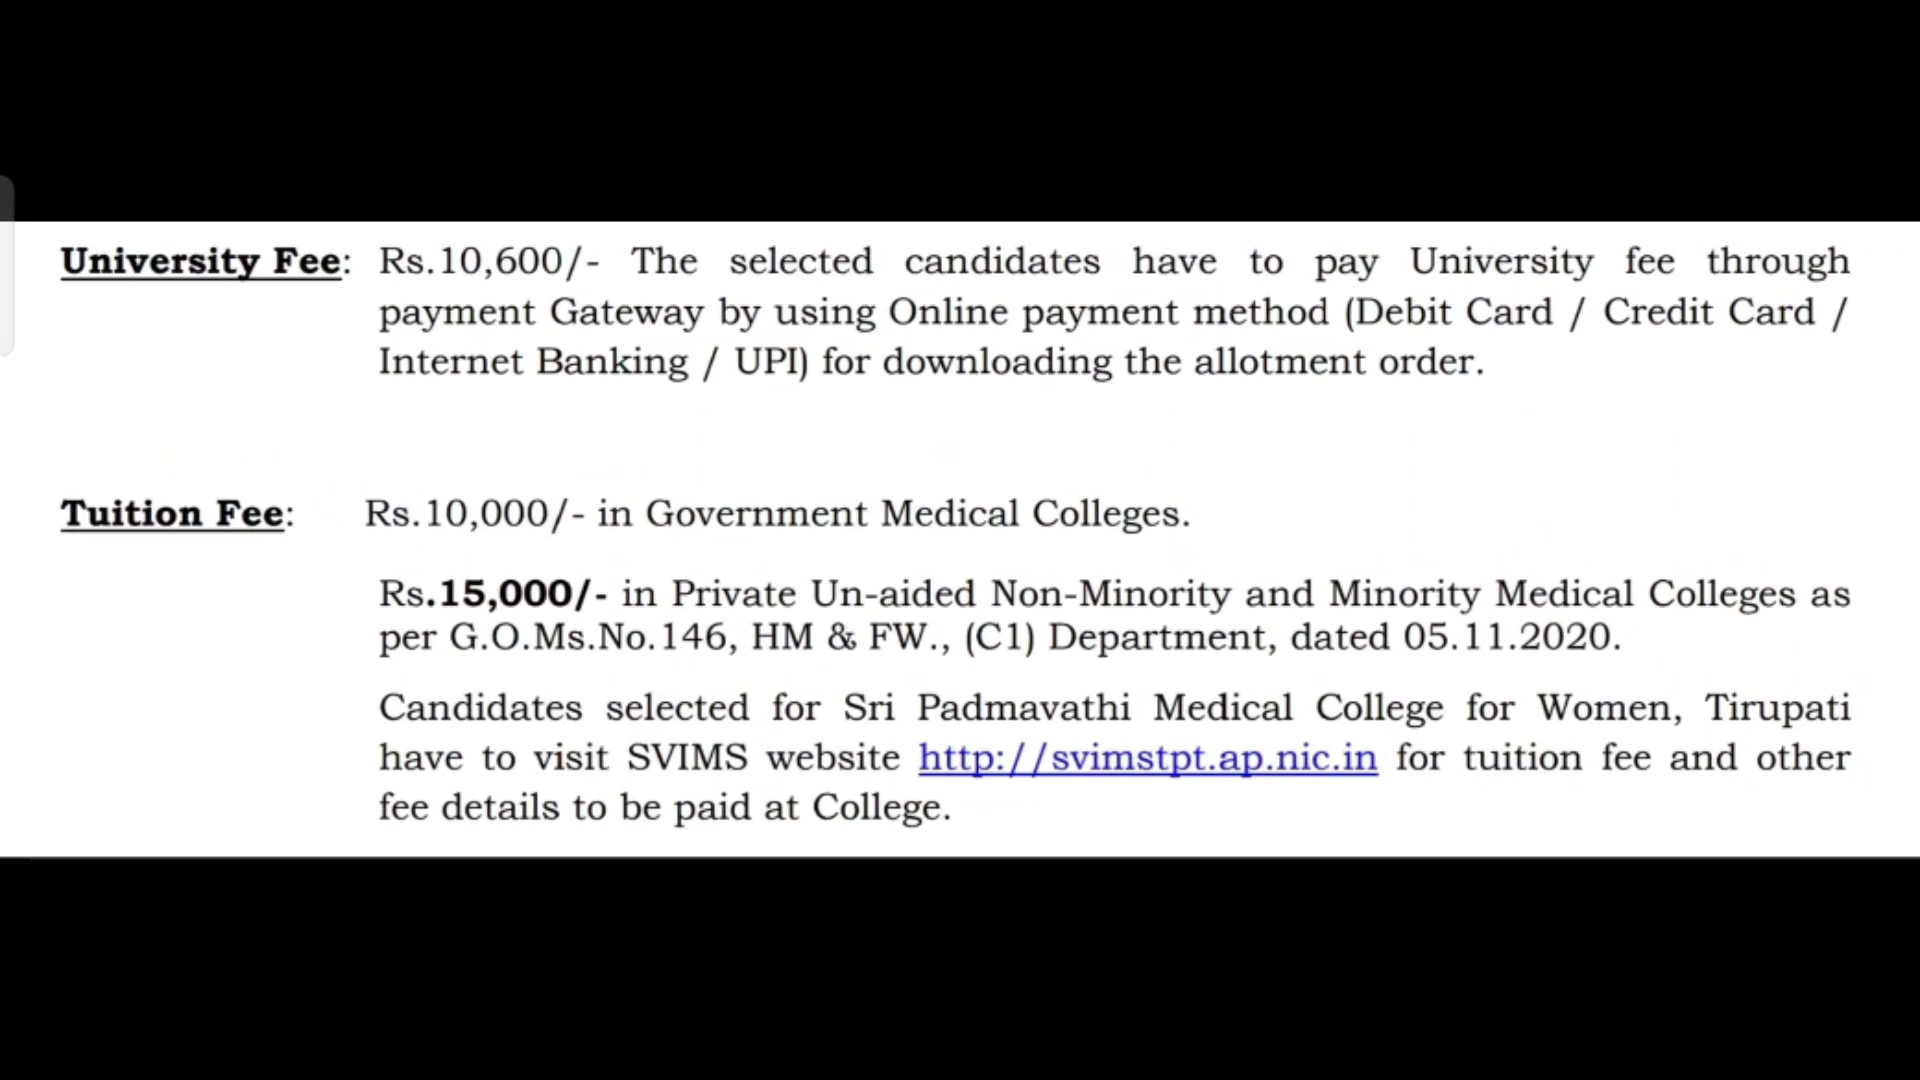 University Fee: Rs.10,600/- The selected candidates have to pay University fee through
payment Gateway by using Online payment method (Debit Card / Credit Card /
Internet Banking / UPI) for downloading the allotment order.
Tuition Fee: Rs.10,000/- in Government Medical Colleges.
Rs.15,000/- in Private Un-aided Non-Minority and Minority Medical Colleges as
per G.O.Ms.No.146, HM & FW., (C1) Department, dated 05.11.2020.
Candidates selected for Sri Padmavathi Medical College for Women, Tirupati
have to visit SVIMS website http://svimstpt.ap.nic.in for tuition fee and other
fee details to be paid at College.